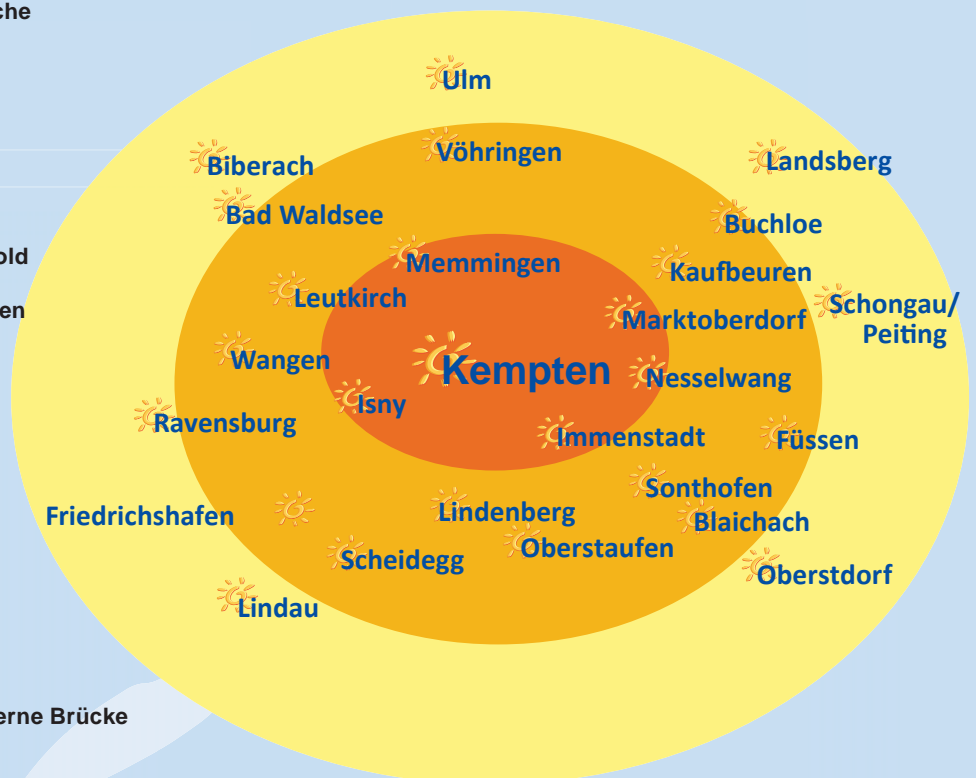 che
Ulm
Vöhringen
Biberach
Landsberg
Bad Waldsee
Buchloe
old
Memmingen
Kaufbeuren
Leutkirch
en
Marktoberdorf
Schongau/
Peiting
Wangen
Kempten
Nesselwang
Isny
Ravensburg
Immenstadt
Füssen
Sonthofen
Friedrichshafen
Lindenberg
Blaichach
Oberstaufen
Scheidegg
Oberstdorf
Lindau
erne Brücke